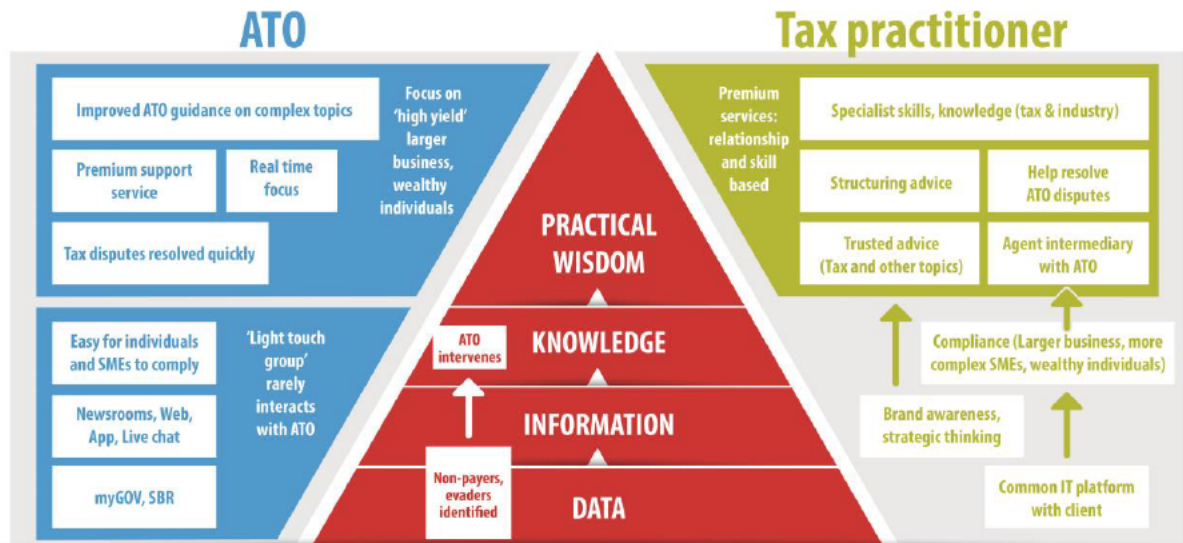 ATO
Tax practitioner
Improved ATO guidance on complex topics
Premium support
service
Real time
focus
Tax disputes resolved quickly
Focus on
‘high yield’
larger
business,
wealthy
individuals
Easy for individuals
and SMEs to comply
Newsrooms, Web,
App, Live chat
myGOV, SBR
‘Light touch
group’
rarely
interacts
with ATO
PRACTICAL
WISDOM
KNOWLEDGE
INFORMATION
DATA
ATO
intervenes
Non-payers,
evaders
identified
Premium
services:
relationship
and skill
based
Specialist skills, knowledge (tax & industry)
Structuring advice
Help resolve
ATO disputes
Trusted advice
(Tax and other topics)
Agent intermediary
with ATO
Compliance (Larger business, more
complex SMEs, wealthy individuals)
Brand awareness,
strategic thinking
Common IT platform
with client